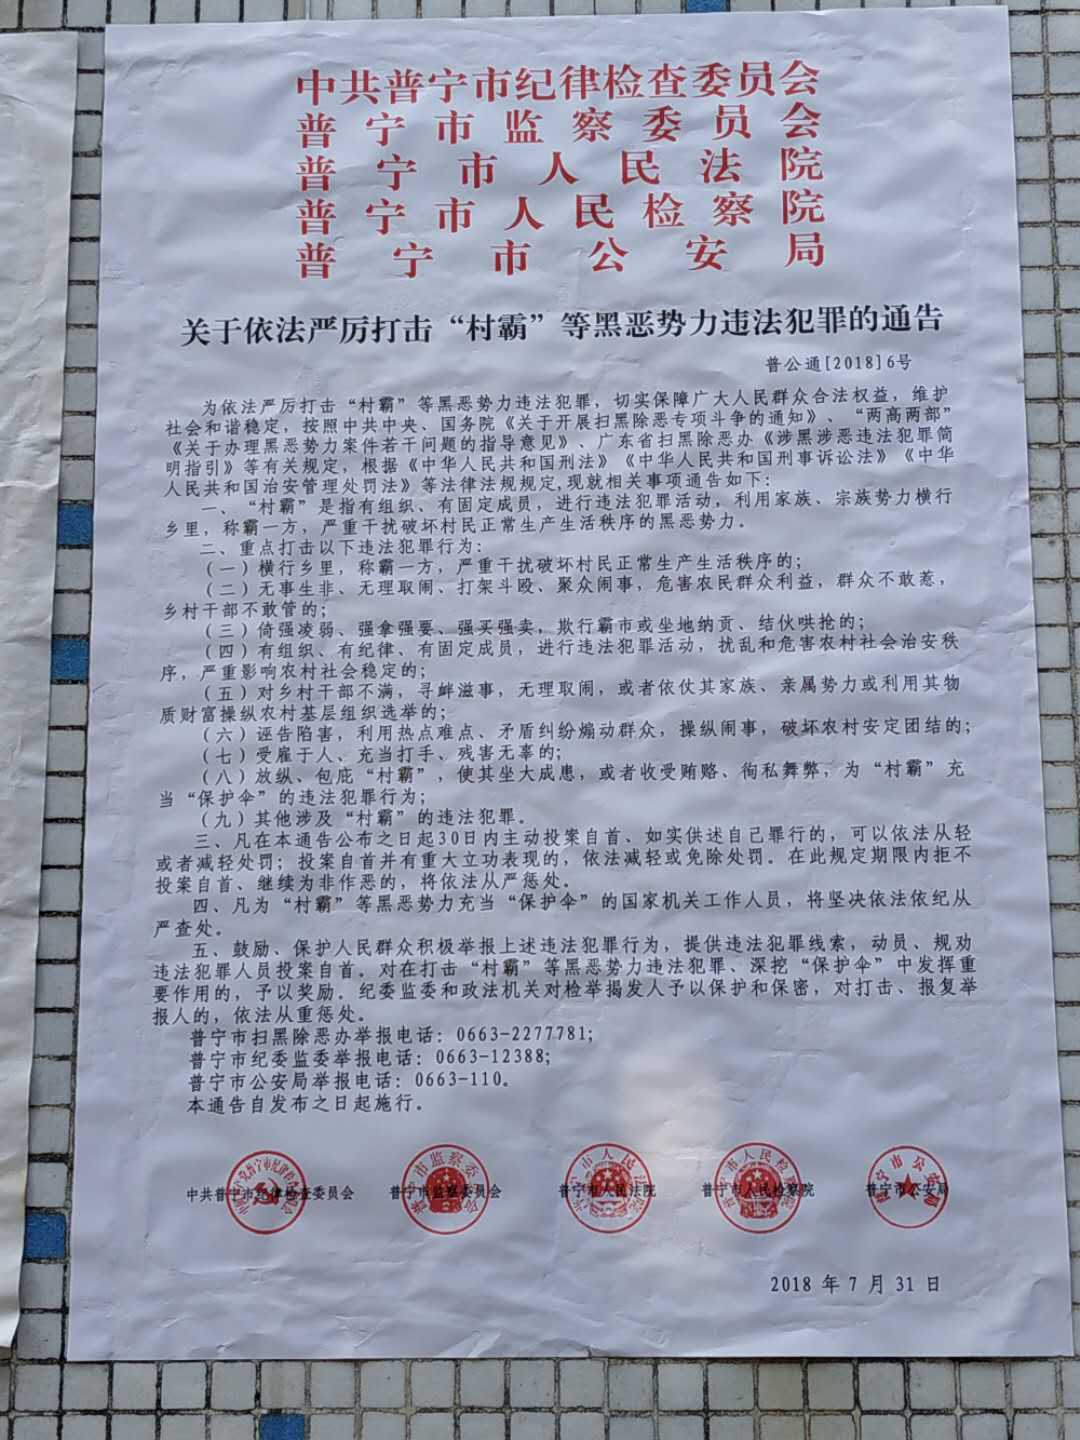 中共普宁市纪律检查委员会
普宁市监察委员会
普宁市人民法院
普宁市人民检察院
普宁市公安局
关于依法严厉打击“村霸”等黑恶势力违法犯罪的通告
普公通[2018]6号
为依法严厉打击“村霸”等黑恶势力违法犯罪，切实保障广大人民群众合法权益，维护
社会和谐稳定，按照中共中央、国务院《关于开展扫黑除恶专项斗争的通知》、“两高两部”
《关于办理黑恶势力案件若干问题的指导意见》、广东省扫黑除恶办《涉黑涉恶违法犯罪简
明指引》等有关规定，根据《中华人民共和国刑法》《中华人民共和国刑事诉讼法》《中华
人民共和国治安管理处罚法》等法律法规规定,现就相关事项通告如下：
一、“村霸”是指有组织、有固定成员，进行违法犯罪活动，利用家族、宗族势力横行
乡里，称霸一方，严重干扰破坏村民正常生产生活秩序的黑恶势力。
二、重点打击以下违法犯罪行为：
（一）横行乡里，称霸一方，严重干扰破坏村民正常生产生活秩序的；
（二）无事生非、无理取闹、打架斗殴、聚众闹事，危害农民群众利益，群众不敢惹，
乡村干部不敢管的；
（三）倚强凌弱、强拿强要、强买强卖，欺行霸市或坐地纳贡、结伙哄抢的；
（四）有组织、有纪律、有固定成员，进行违法犯罪活动，扰乱和危害农村社会治安秩
序，严重影响农村社会稳定的；
（五）对乡村干部不满，寻衅滋事，无理取闹，或者依仗其家族、亲属势力或利用其物
质财富操纵农村基层组织选举的；
（六）诬告陷害，利用热点难点、矛盾纠纷煽动群众，操纵闹事，破坏农村安定团结的；
（七）受雇于人、充当打手、残害无辜的；
（八）放纵、包庇“村霸”，使其坐大成患，或者收受贿赂、徇私舞弊，为“村霸”充
当“保护伞”的违法犯罪行为；
（九）其他涉及“村霸”的违法犯罪。
三、凡在本通告公布之日起30日内主动投案自首、如实供述自己罪行的，可以依法从轻
或者减轻处罚；投案自首并有重大立功表现的，依法减轻或免除处罚。在此规定期限内拒不
投案自首、继续为非作恶的，将依法从严惩处。
四、凡为“村霸”等黑恶势力充当“保护伞”的国家机关工作人员，将坚决依法依纪从
严查处。
五、鼓励、保护人民群众积极举报上述违法犯罪行为，提供违法犯罪线索，动员、规劝
违法犯罪人员投案自首。对在打击“村霸”等黑恶势力违法犯罪、深挖“保护伞”中发挥重
要作用的，予以奖励。纪委监委和政法机关对检举揭发人予以保护和保密，对打击、报复举
报人的，依法从重惩处。
普宁市扫黑除恶办举报电话：0663-2277781；
普宁市纪委监委举报电话：0663-12388；
普宁市公安局举报电话：0663-110。
本通告自发布之日起施行。
中共普宁市纪律检查委员会 普宁市监察委员会 普宁市人民法院 普宁市人民检察院 普宁市公安局
2018 年 7 月 31 日